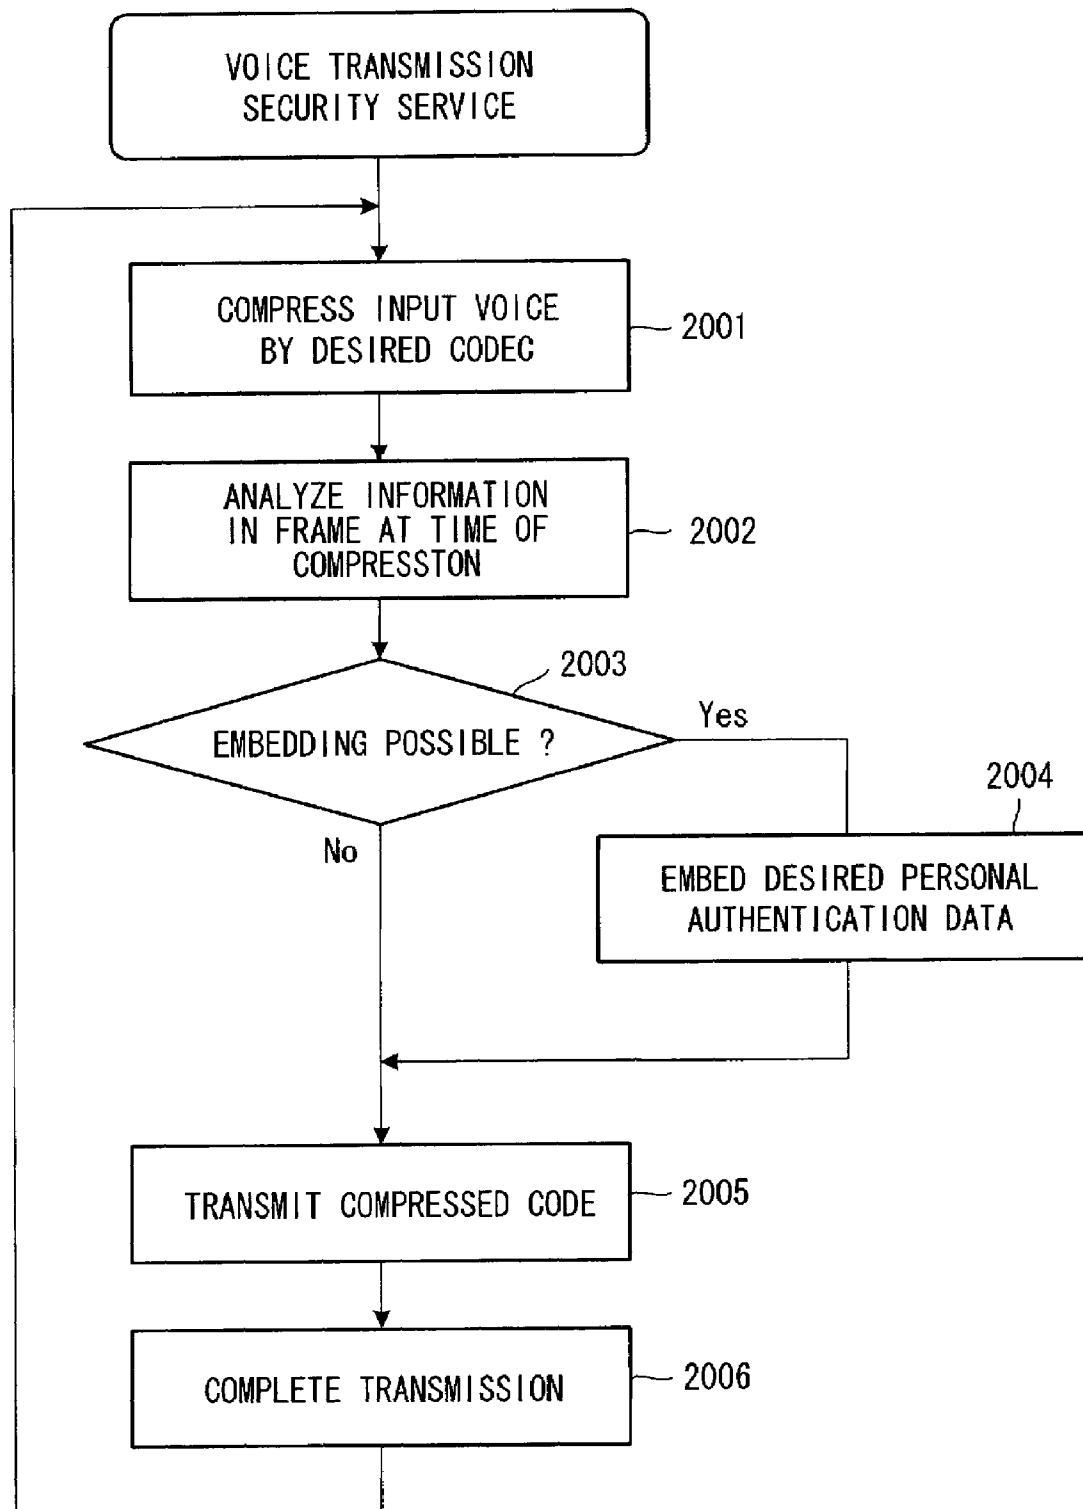 VOICE TRANSMISSION
SECURITY SERVICE
COMPRESS INPUT VOICE
BY DESIRED CODEC
2001
ANALYZE INFORMATION
IN FRAME AT TIME OF
COMPRESSTON
2002
2003
EMBEDDING POSSIBLE ?
Yes
No
2004
EMBED DESIRED PERSONAL
AUTHENTICATION DATA
TRANSMIT COMPRESSED CODE
2005
COMPLETE TRANSMISSION
2006